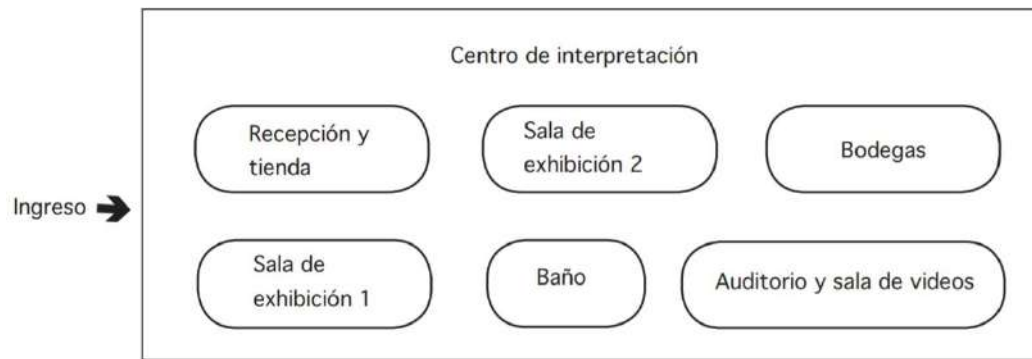 Centro de interpretación
Recepción y
tienda
Sala de
exhibición 2
Bodegas
Ingreso
Sala de
exhibición 1
Baño
Auditorio y sala de videos